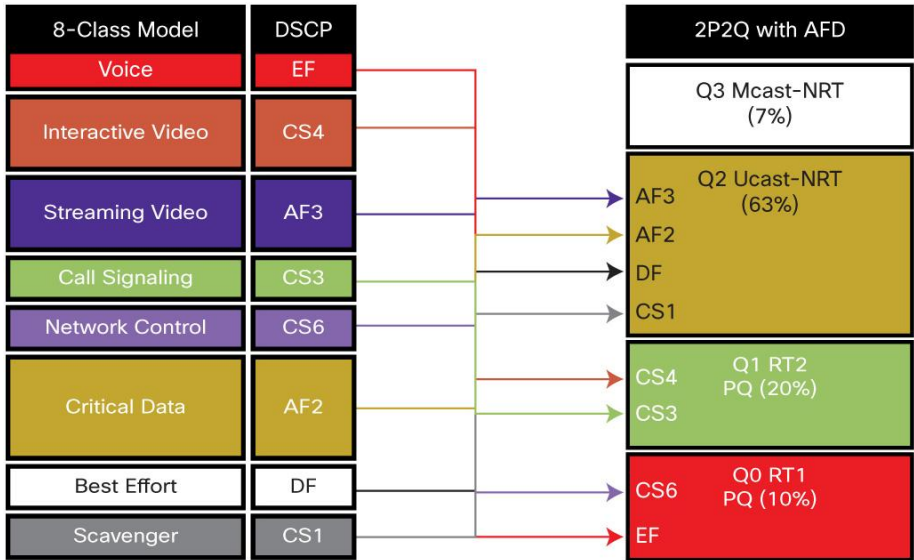 8-Class Model
DSCP
Voice
EF
Interactive Video
CS4
Streaming Video
AF3
Call Signaling
CS3
Network Control
CS6
Critical Data
AF2
Best Effort
DF
Scavenger
CS1
2P2Q with AFD
Q3 Mcast-NRT
(7%)
Q2 Ucast-NRT
(63%)
AF3
AF2
DF
CS1
Q1 RT2
PQ (20%)
CS4
CS3
Q0 RT1
PQ (10%)
CS6
EF